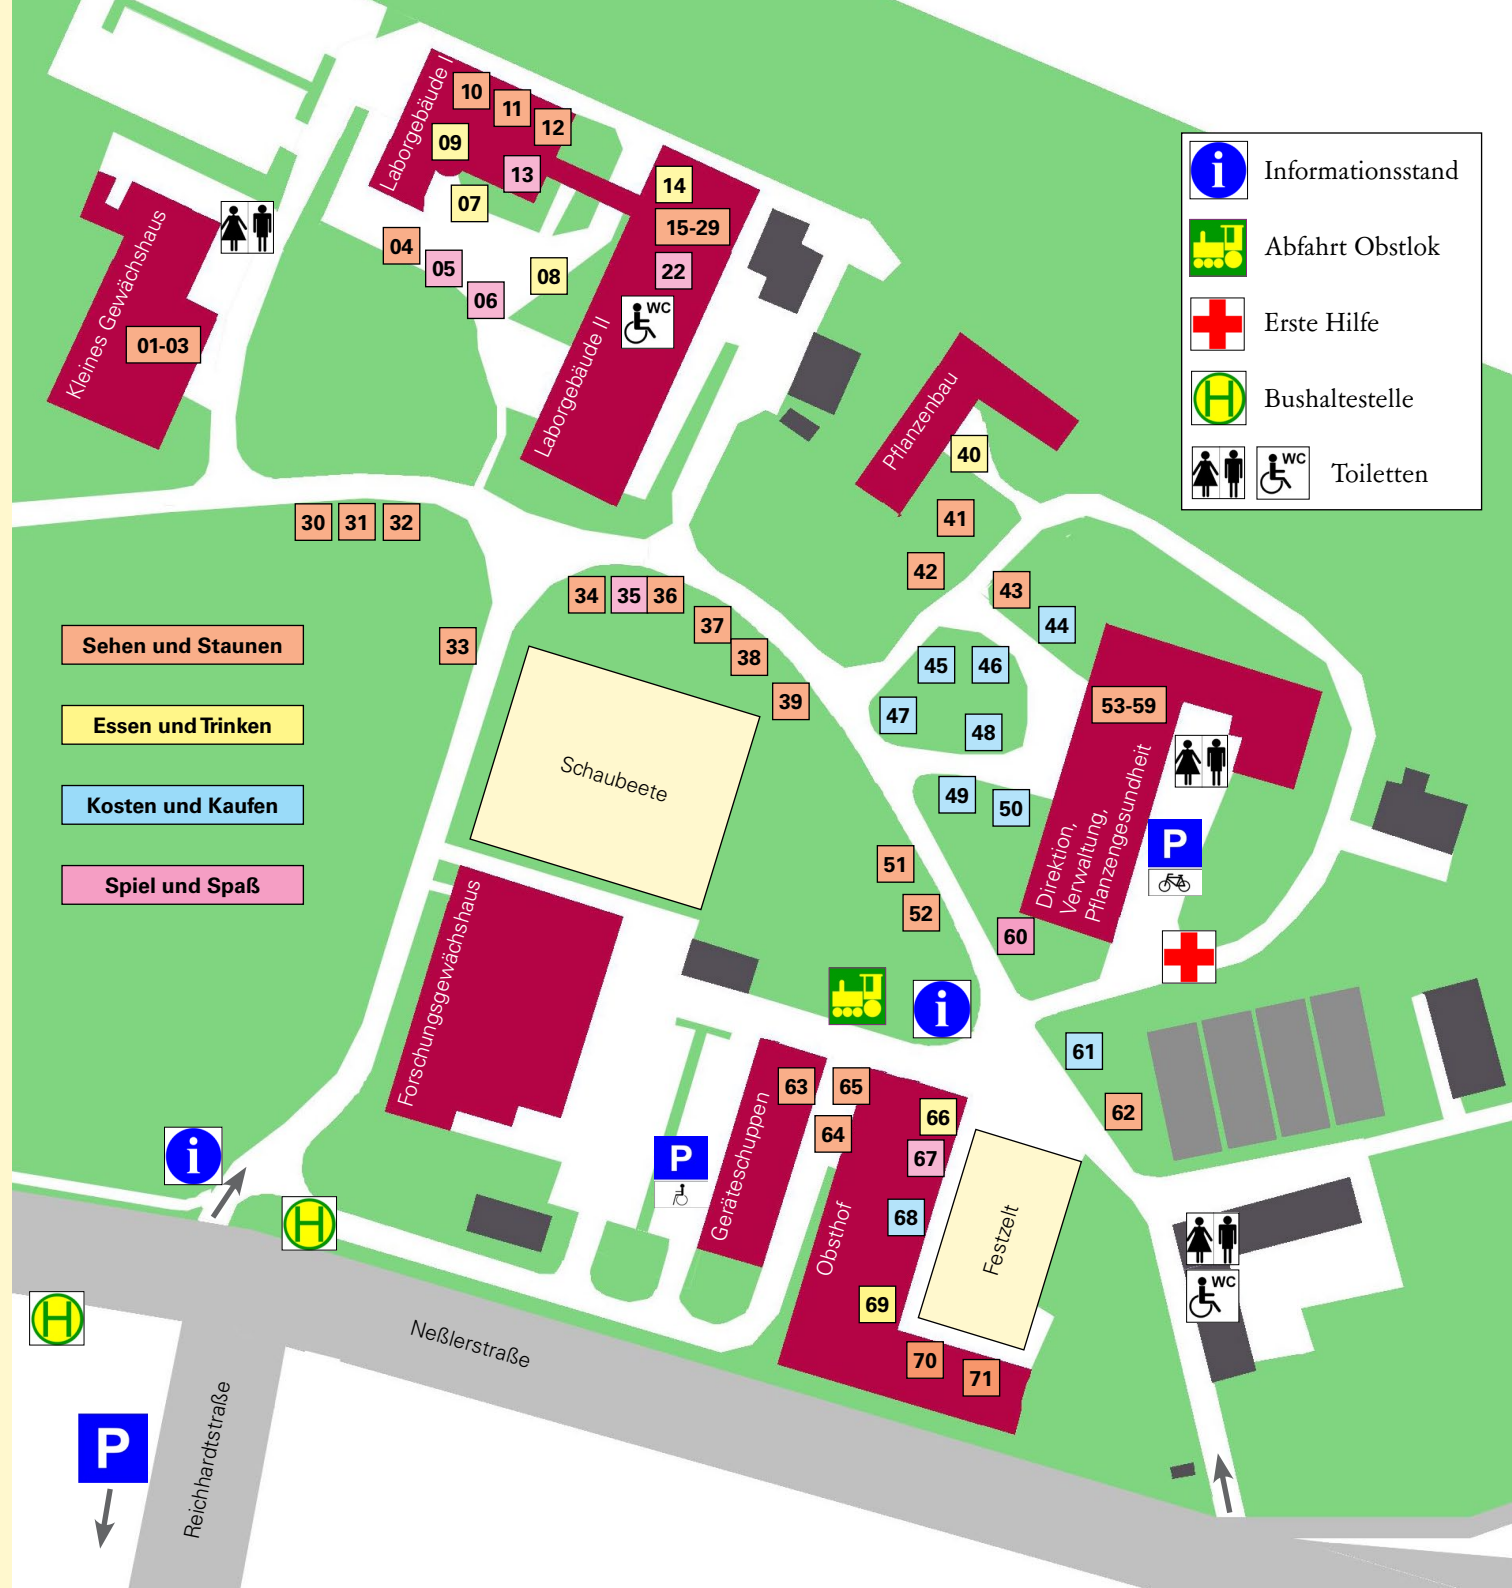 Laborgebäude I
10
11
12
09
13
07
14
15-29
22
WC
04
05
06
08
Laborgebäude II
Kleines Gewächshaus
01-03
i
Informationsstand
Abfahrt Obstlok
Erste Hilfe
H
Bushaltestelle
WC
Toiletten
Pflanzenbau
40
41
42
43
44
30
31
32
33
34
35
36
37
38
39
45
46
47
48
49
50
51
52
53-59
Direktion,
Verwaltung,
Pflanzengesundheit
P
60
Sehen und Staunen
Essen und Trinken
Kosten und Kaufen
Spiel und Spaß
Schaubeete
Forschungsgewächshaus
i
61
62
63
65
64
66
67
68
69
70
71
Geräteschuppen
Obsthof
Festzelt
P
i
H
H
WC
Neßlerstraße
Reichhardtstraße
P